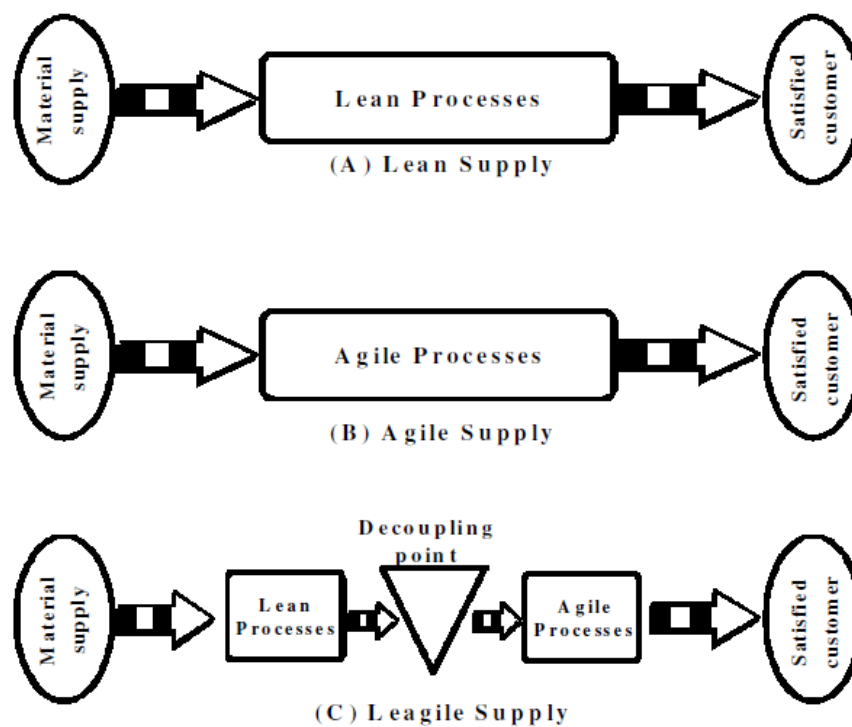 Material
supply
Lean Processes
Satisfied
customer
(A) Lean Supply
Material
supply
Agile Processes
Satisfied
customer
(B) Agile Supply
Decoupling
point
Material
supply
Lean
Processes
Agile
Processes
Satisfied
customer
(C) Leagile Supply